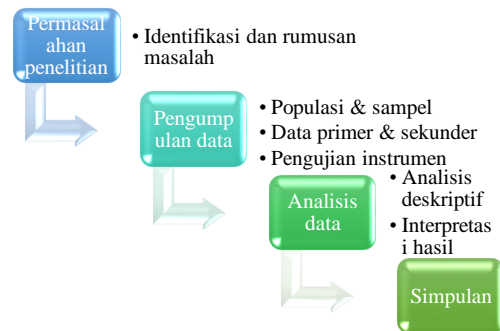 Permasal
ahan
penelitian
• Identifikasi dan rumusan
masalah
Pengump
ulan data
• Populasi & sampel
• Data primer & sekunder
• Pengujian instrumen
Analisis
data
• Analisis
deskriptif
• Interpretas
i hasil
Simpulan